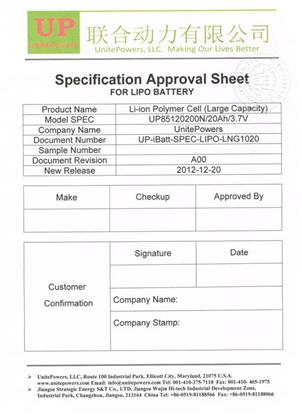 UP
UNITEPOWERS
联合动力有限公司
UnitePowers, LLC. Making Our Lives Better
Specification Approval Sheet
FOR LIPO BATTERY
Product Name Li-ion Polymer Cell (Large Capacity)
Model SPEC UP85120200N/20Ah/3.7V
Company Name UnitePowers
Document Number UP-iBatt-SPEC-LIPO-LNG1020
Sample Number
Document Revision A00
New Release 2012-12-20
Make Checkup Approved By
Customer Confirmation
Signature Date
Company Name:
Company Stamp:
➢ UnitePowers, LLC, Route 100 Industrial Park, Ellicott City, Maryland, 21075 U.S.A.
www.unitepowers.com Email: info@unitepowers.com Tel: 001-410-375-7118 Fax: 001-410- 465-1975
➢ Jiangsu Strategic Energy S&T Co., LTD, Jiangsu Wujin Hi-tech Industrial Development Zone,
Industrial Park, Changzhou, Jiangsu, 213164 China Tel: +86-0519-81188066 Fax: +86-0519-81188066